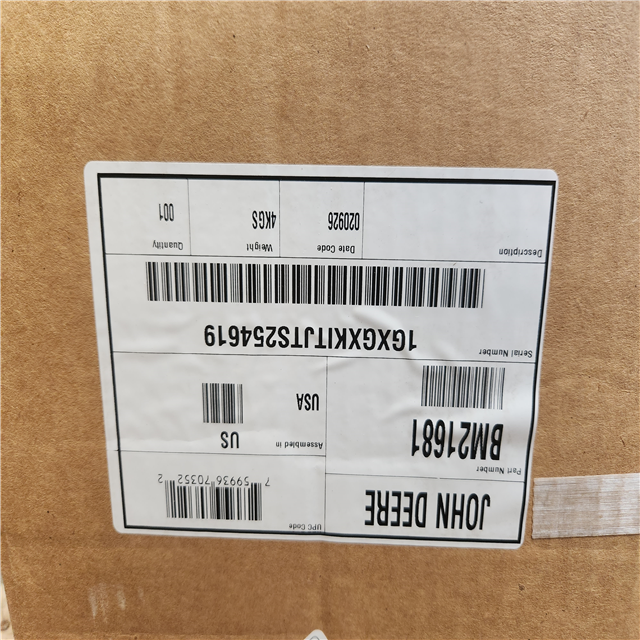 JOHN DEERE
UPC Code
7 59936 70352 2
Part Number
BM21681
Assembled in
US
USA
Serial Number
1GXGXKITJTS254619
Description
Date Code
020926
Weight
4KGS
Quantity
001